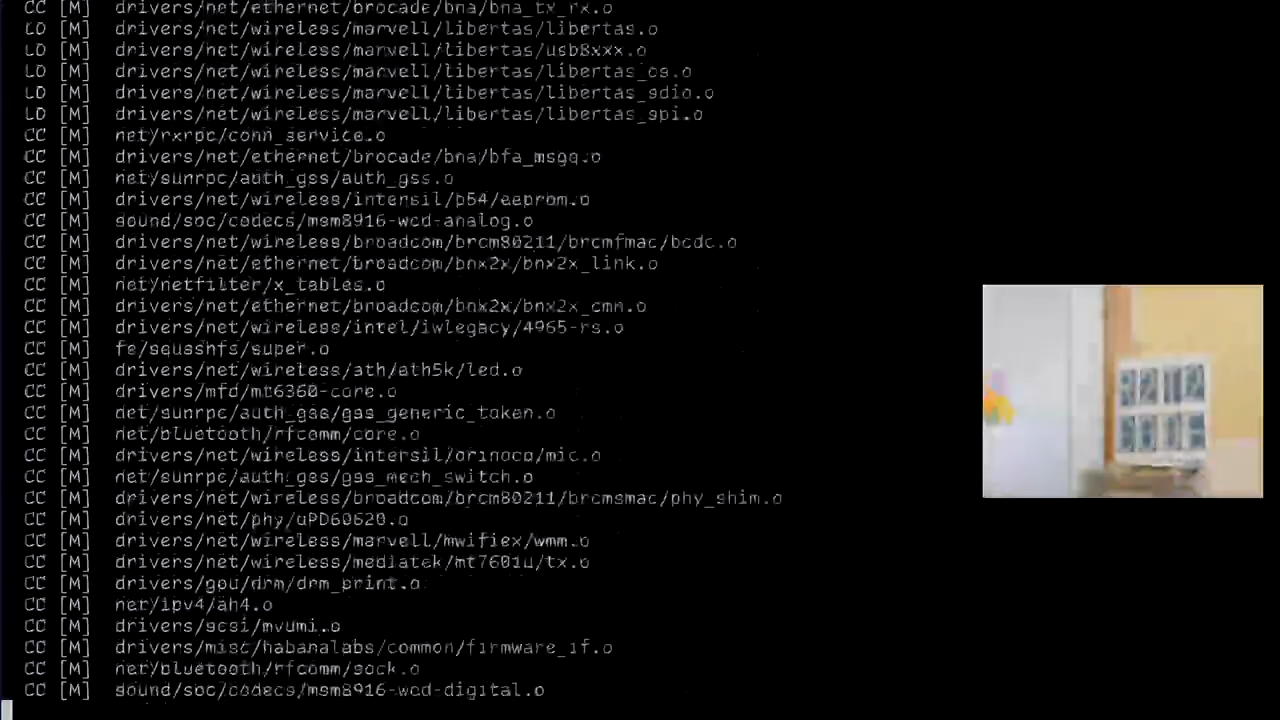 CC [M] drivers/net/ethernet/brocade/bna/bna_tx_rx.o
LD [M] drivers/net/wireless/marvell/libertas/libertas.o
LD [M] drivers/net/wireless/marvell/libertas/usb8xxx.o
LD [M] drivers/net/wireless/marvell/libertas/libertas_cs.o
LD [M] drivers/net/wireless/marvell/libertas/libertas_sdio.o
LD [M] drivers/net/wireless/marvell/libertas/libertas_spi.o
CC [M] net/rxrpc/conn_service.o
CC [M] drivers/net/ethernet/brocade/bna/bfa_msgq.o
CC [M] net/sunrpc/auth_gss/auth_gss.o
CC [M] drivers/net/wireless/intersil/p54/eeprom.o
CC [M] sound/soc/codecs/msm8916-wcd-analog.o
CC [M] drivers/net/wireless/broadcom/brcm80211/brcmfmac/bcdc.o
CC [M] drivers/net/ethernet/broadcom/bnx2x/bnx2x_link.o
CC [M] net/netfilter/x_tables.o
CC [M] drivers/net/ethernet/broadcom/bnx2x/bnx2x_cmn.o
CC [M] drivers/net/wireless/intel/iwlegacy/4965-rs.o
CC [M] fs/squashfs/super.o
CC [M] drivers/net/wireless/ath/ath5k/led.o
CC [M] drivers/mfd/mt6360-core.o
CC [M] net/sunrpc/auth_gss/gss_generic_token.o
CC [M] net/bluetooth/rfcomm/core.o
CC [M] drivers/net/wireless/intersil/orinoco/mic.o
CC [M] net/sunrpc/auth_gss/gss_mech_switch.o
CC [M] drivers/net/wireless/broadcom/brcm80211/brcmsmac/phy_shim.o
CC [M] drivers/net/phy/uPD60620.o
CC [M] drivers/net/wireless/marvell/mwifiex/wmm.o
CC [M] drivers/net/wireless/mediatek/mt7601u/tx.o
CC [M] drivers/gpu/drm/drm_print.o
CC [M] net/ipv4/ah4.o
CC [M] drivers/scsi/mvumi.o
CC [M] drivers/misc/habanalabs/common/firmware_if.o
CC [M] net/bluetooth/rfcomm/sock.o
CC [M] sound/soc/codecs/msm8916-wcd-digital.o